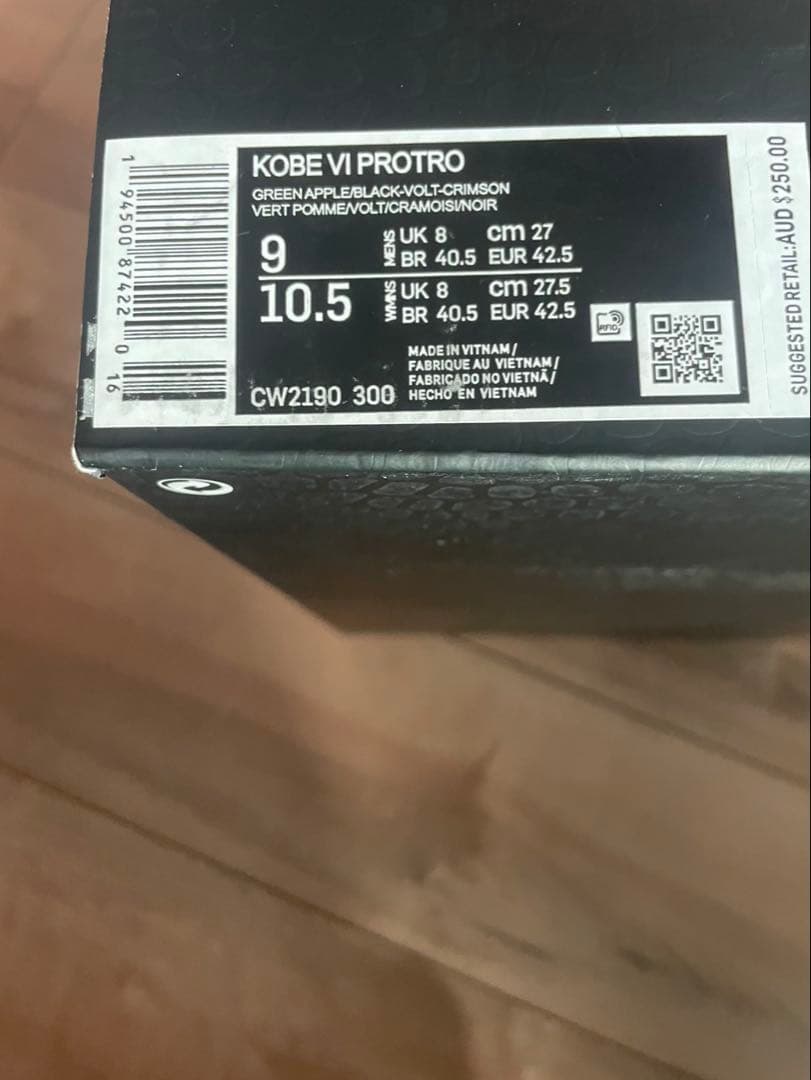 KOBE VI PROTRO
GREEN APPLE/BLACK-VOLT-CRIMSON
VERT POMME/VOLT/CRAMOISI/NOIR
9 MENS UK 8 cm 27
BR 40.5 EUR 42.5
10.5 WMNS UK 8 cm 27.5
BR 40.5 EUR 42.5
RFID
MADE IN VITNAM/
FABRIQUE AU VIETNAM/
FABRICADO NO VIETNÃ/
HECHO EN VIETNAM
CW2190 300
1 94500 87422 0 16
SUGGESTED RETAIL:AUD $250.00